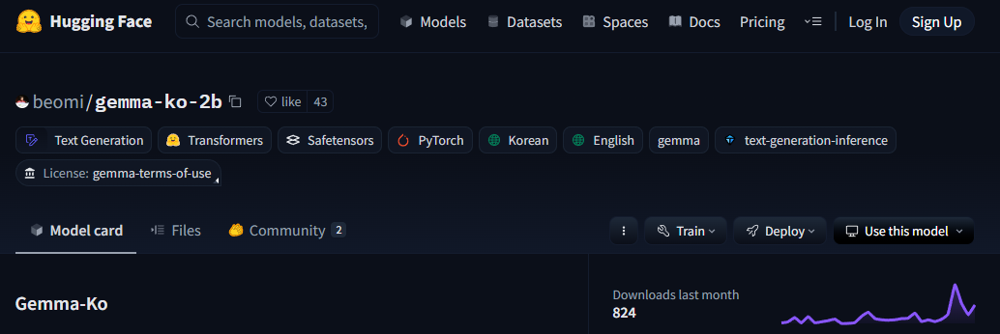 Hugging Face Search models, datasets, Models Datasets Spaces Docs Pricing Log In Sign Up
beomi/gemma-ko-2b like 43
Text Generation Transformers Safetensors PyTorch Korean English gemma text-generation-inference
License: gemma-terms-of-use
Model card Files Community 2 Train Deploy Use this model
Gemma-Ko
Downloads last month
824